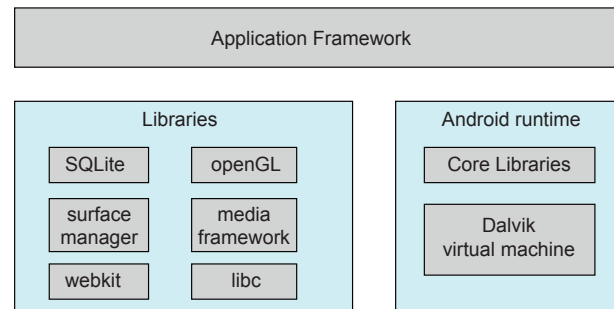 Application Framework
Libraries
SQLite
openGL
surface
manager
media
framework
webkit
libc
Android runtime
Core Libraries
Dalvik
virtual machine